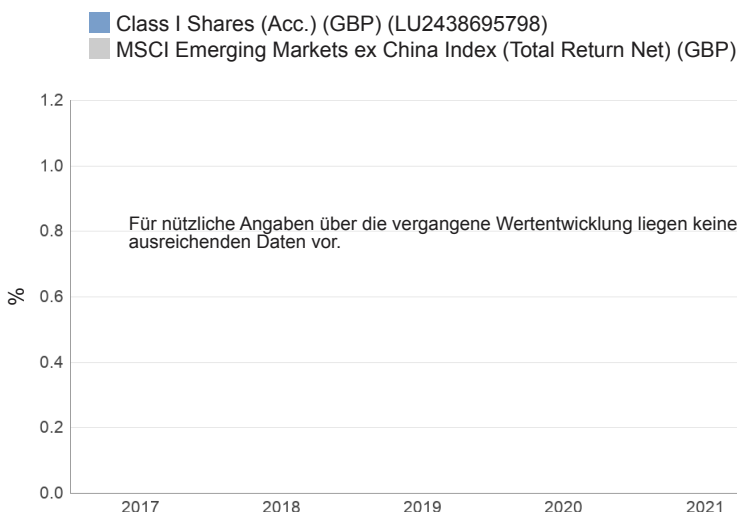 Class I Shares (Acc.) (GBP) (LU2438695798)
MSCI Emerging Markets ex China Index (Total Return Net) (GBP)
1.2
1.0
Für nützliche Angaben über die vergangene Wertentwicklung liegen keine
0.8
ausreichenden Daten vor.
%
0.6
0.4
0.2
0.0
2017 2018 2019 2020 2021